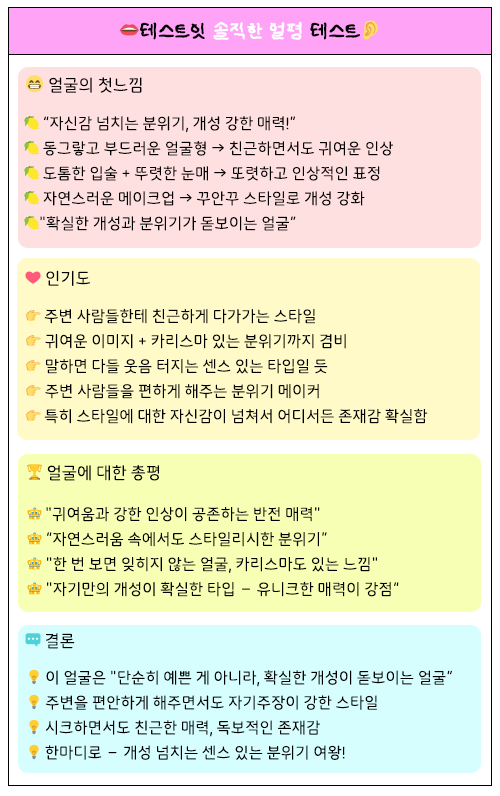 👄테스트릿 솔직한 얼평 테스트👂
😁 얼굴의 첫느낌
🍋 “자신감 넘치는 분위기, 개성 강한 매력!”
🍋 동그랗고 부드러운 얼굴형 → 친근하면서도 귀여운 인상
🍋 도톰한 입술 + 뚜렷한 눈매 → 또렷하고 인상적인 표정
🍋 자연스러운 메이크업 → 꾸안꾸 스타일로 개성 강화
🍋"확실한 개성과 분위기가 돋보이는 얼굴”
❤️ 인기도
👉 주변 사람들한테 친근하게 다가가는 스타일
👉 귀여운 이미지 + 카리스마 있는 분위기까지 겸비
👉 말하면 다들 웃음 터지는 센스 있는 타입일 듯
👉 주변 사람들을 편하게 해주는 분위기 메이커
👉 특히 스타일에 대한 자신감이 넘쳐서 어디서든 존재감 확실함
🏆 얼굴에 대한 총평
"귀여움과 강한 인상이 공존하는 반전 매력"
“자연스러움 속에서도 스타일리시한 분위기”
"한 번 보면 잊히지 않는 얼굴, 카리스마도 있는 느낌"
"자기만의 개성이 확실한 타입 – 유니크한 매력이 강점“
💬 결론
💡 이 얼굴은 "단순히 예쁜 게 아니라, 확실한 개성이 돋보이는 얼굴”
💡 주변을 편안하게 해주면서도 자기주장이 강한 스타일
💡 시크하면서도 친근한 매력, 독보적인 존재감
💡 한마디로 – 개성 넘치는 센스 있는 분위기 여왕!